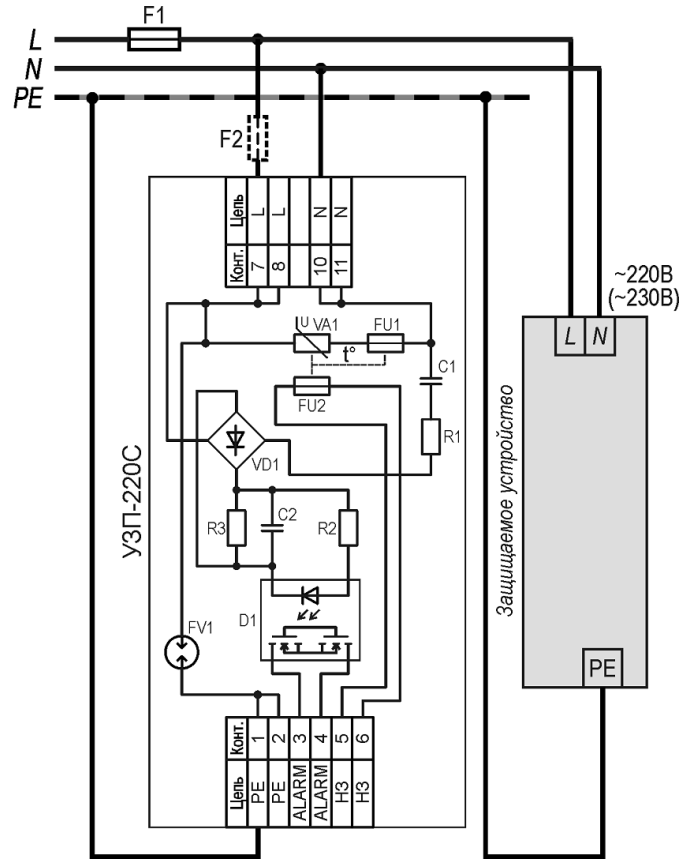 F1
L
N
PE
F2
Цепь L L N N
Конт. 7 8 10 11
~220В
(~230В)
U VA1 FU1
t°
FU2
C1
R1
VD1
L N
Защищаемое устройство
УЗП-220С
R3 C2 R2
D1
FV1
PE
Конт. 1 2 3 4 5 6
Цепь PE PE ALARM ALARM НЗ НЗ